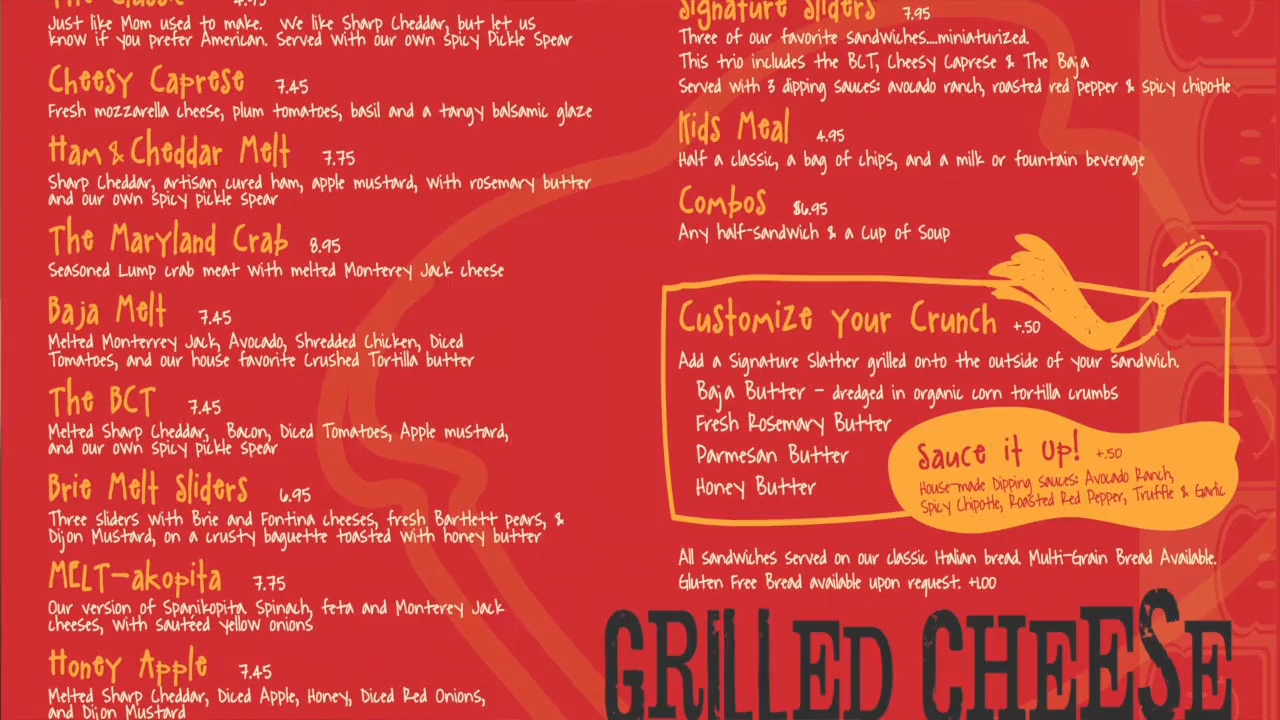 The Classic 4.95
Just like Mom used to make. We like Sharp Cheddar, but let us
know if you prefer American. Served with our own spicy Pickle Spear
Cheesy Caprese 7.45
Fresh mozzarella cheese, plum tomatoes, basil and a tangy balsamic glaze
Ham & Cheddar Melt 7.75
Sharp Cheddar, artisan cured ham, apple mustard, with rosemary butter
and our own spicy pickle spear
The Maryland Crab 8.95
Seasoned Lump crab meat with melted Monterey Jack cheese
Baja Melt 7.45
Melted Monterrey Jack, Avocado, Shredded Chicken, Diced
Tomatoes, and our house favorite Crushed Tortilla butter
The BCT 7.45
Melted Sharp Cheddar, Bacon, Diced Tomatoes, Apple mustard,
and our own spicy pickle spear
Brie Melt Sliders 6.95
Three sliders with Brie and Fontina cheeses, fresh Bartlett pears, &
Dijon Mustard, on a crusty baguette toasted with honey butter
MELT-akopita 7.75
Our version of Spanikopita. Spinach, feta and Monterey Jack
cheeses, with sautéed yellow onions
Honey Apple 7.45
Melted Sharp Cheddar, Diced Apple, Honey, Diced Red Onions,
and Dijon Mustard
Signature Sliders 7.95
Three of our favorite sandwiches....miniaturized.
This trio includes the BCT, Cheesy Caprese & The Baja
Served with 3 dipping sauces: avocado ranch, roasted red pepper & spicy chipotle
Kids Meal 4.95
Half a classic, a bag of chips, and a milk or fountain beverage
Combos $6.95
Any half-sandwich & a Cup of Soup
Customize your Crunch +.50
Add a Signature Slather grilled onto the outside of your sandwich.
Baja Butter – dredged in organic corn tortilla crumbs
Fresh Rosemary Butter
Parmesan Butter
Honey Butter
Sauce it up! +.50
House-made Dipping sauces: Avocado Ranch,
Spicy Chipotle, Roasted Red Pepper, Truffle & Garlic
All sandwiches served on our classic Italian bread. Multi-Grain Bread Available.
Gluten Free Bread available upon request. +1.00
GRILLED CHEESE